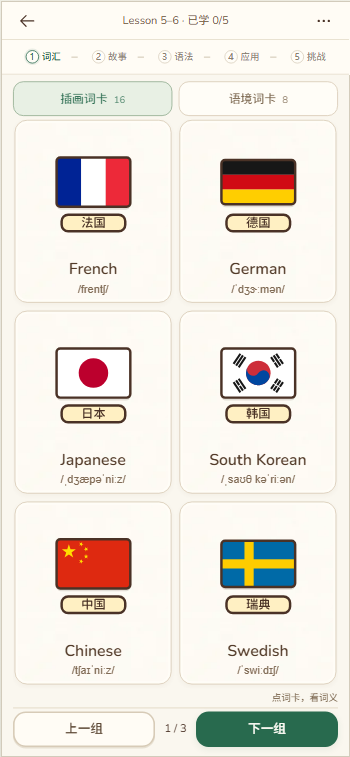 Lesson 5–6 · 已学 0/5
1 词汇 – 2 故事 – 3 语法 – 4 应用 – 5 挑战
插画词卡 16 语境词卡 8
法国 德国
French German
/frentʃ/ /ˈdʒɝːmən/
日本 韩国
Japanese South Korean
/ˌdʒæpəˈniːz/ /ˌsaʊθ kəˈriːən/
中国 瑞典
Chinese Swedish
/tʃaɪˈniːz/ /ˈswiːdɪʃ/
点词卡，看词义
上一组 1 / 3 下一组